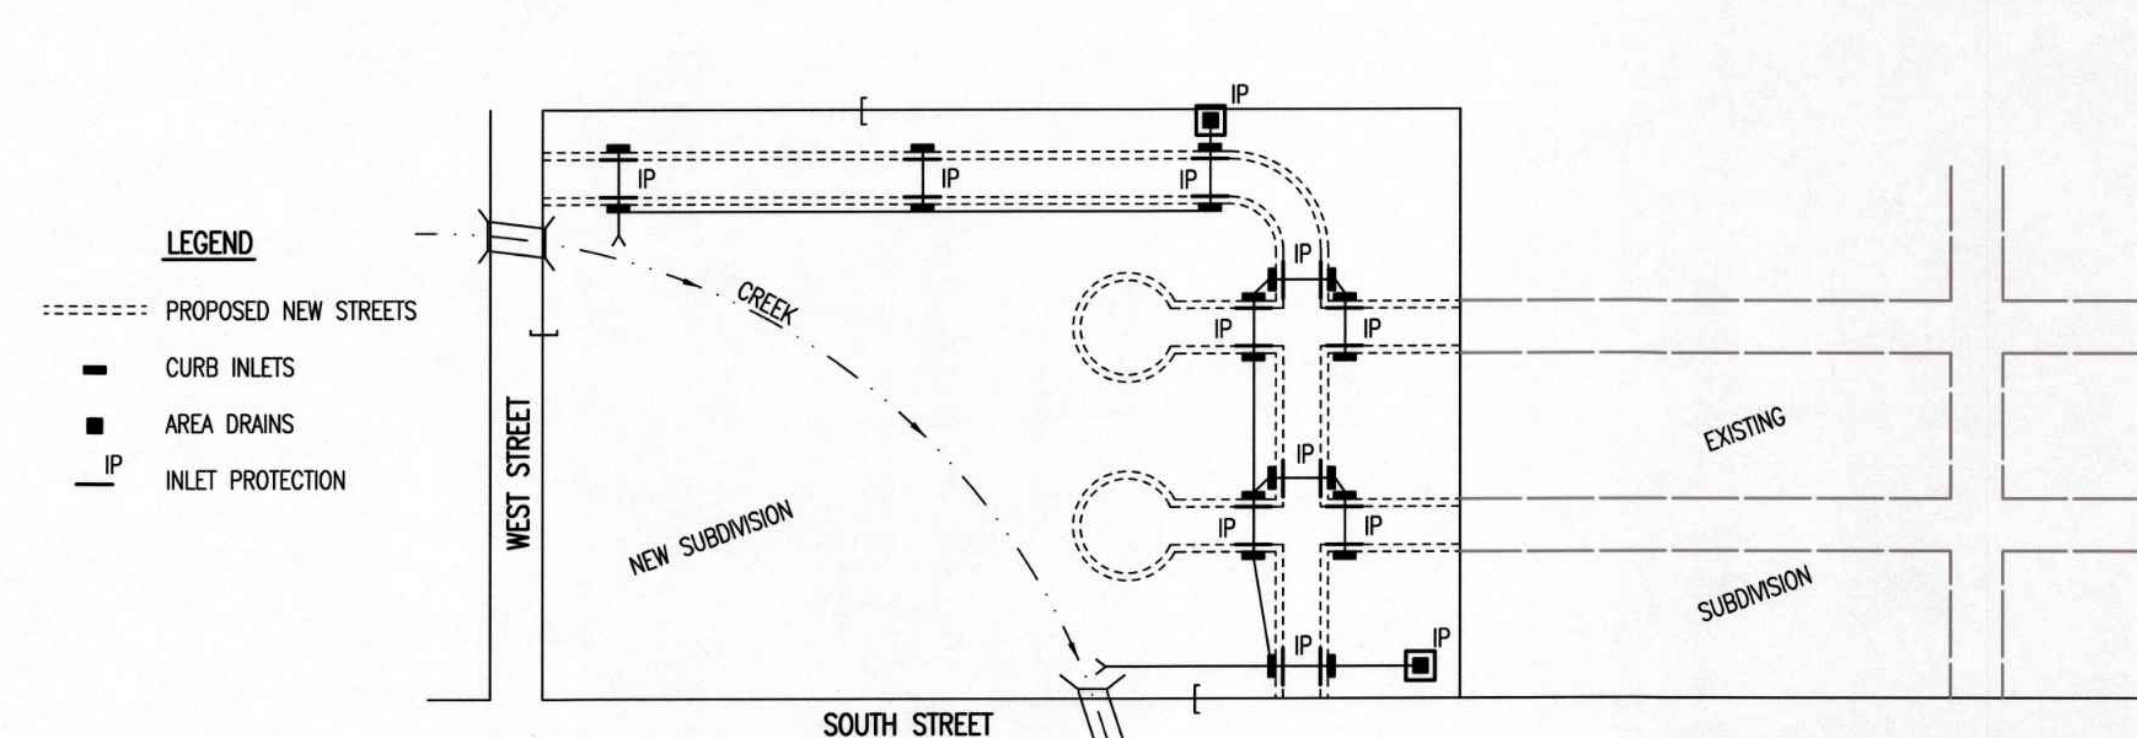 IP
IP
IP
IP
LEGEND
IP
PROPOSED NEW STREETS
CREEK
IP
IP
CURB INLETS
AREA DRAINS
WEST STREET
EXISTING
IP
IP
INLET PROTECTION
NEW SUBDIVISION
IP
IP
SUBDIVISION
IP
IP
SOUTH STREET